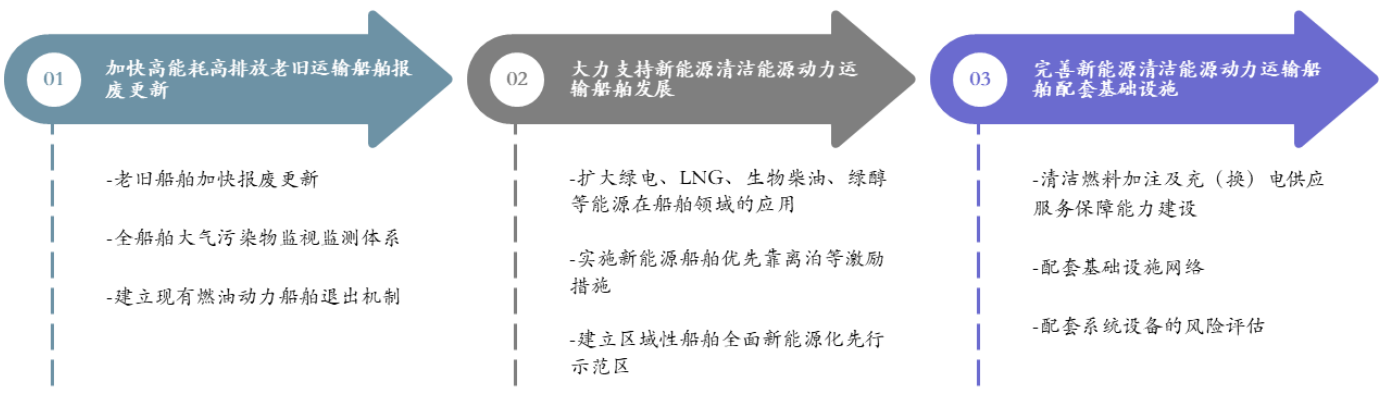 01
加快高能耗高排放老旧运输船舶报
废更新
-老旧船舶加快报废更新
-全船舶大气污染物监视监测体系
-建立现有燃油动力船舶退出机制
02
大力支持新能源清洁能源动力运
输船舶发展
-扩大绿电、LNG、生物柴油、绿醇
等能源在船舶领域的应用
-实施新能源船舶优先靠离泊等激励
措施
-建立区域性船舶全面新能源化先行
示范区
03
完善新能源清洁能源动力运输船
舶配套基础设施
-清洁燃料加注及充（换）电供应
服务保障能力建设
-配套基础设施网络
-配套系统设备的风险评估